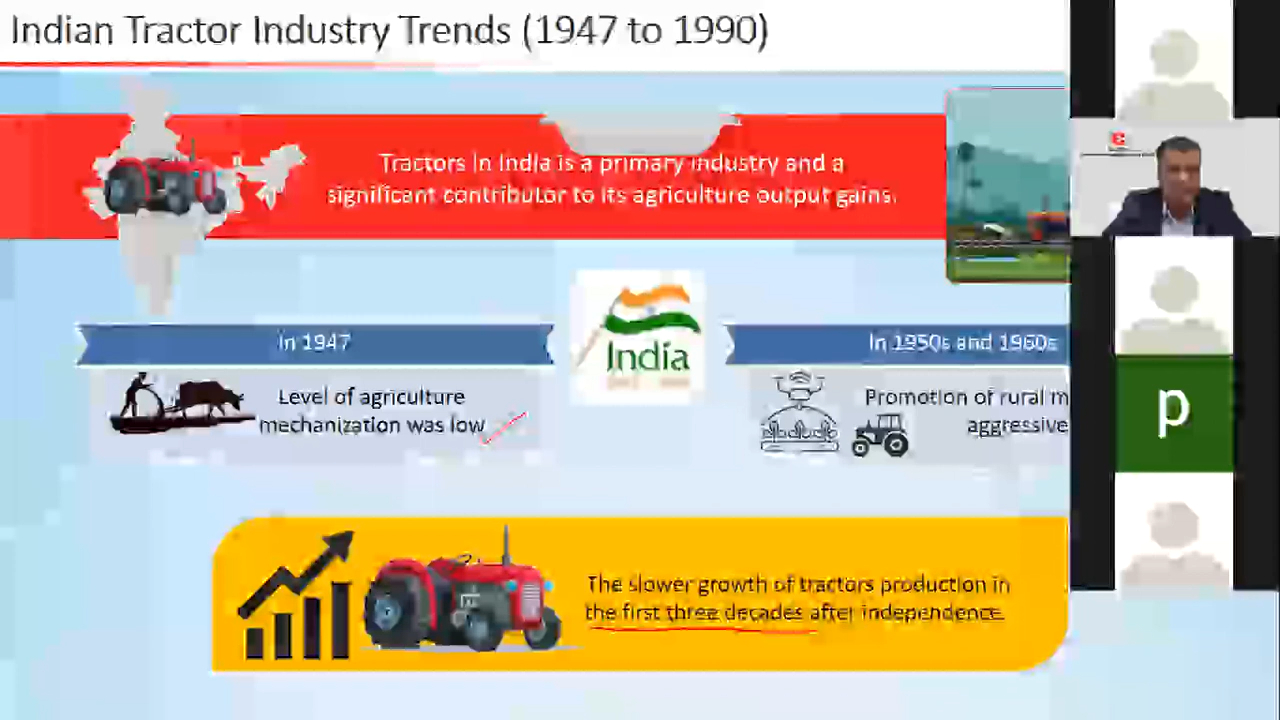 Indian Tractor Industry Trends (1947 to 1990)
Tractors in India is a primary industry and a
significant contributor to its agriculture output gains.
In 1947
India
In 1950s and 1960s
Level of agriculture
mechanization was low
Promotion of rural m
aggressive
The slower growth of tractors production in
the first three decades after independence.
p